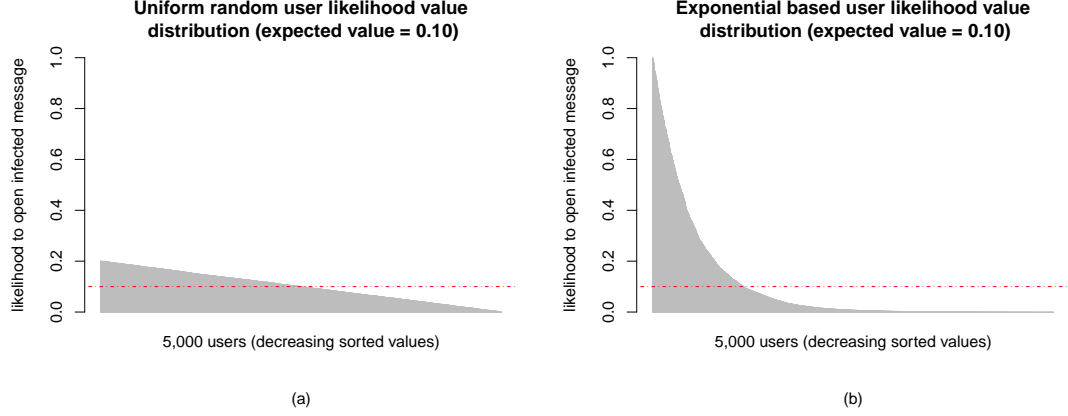 Uniform random user likelihood value
distribution (expected value = 0.10)
likelihood to open infected message
1.0
0.8
0.6
0.4
0.2
0.0
5,000 users (decreasing sorted values)
(a)
Exponential based user likelihood value
distribution (expected value = 0.10)
likelihood to open infected message
1.0
0.8
0.6
0.4
0.2
0.0
5,000 users (decreasing sorted values)
(b)